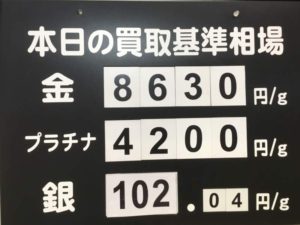 本日の買取基準相場
金 8630 円/g
プラチナ 4200 円/g
銀 102.04 円/g